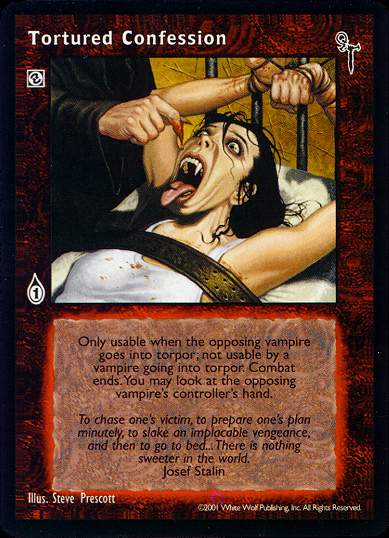 Tortured Confession
1
Only usable when the opposing vampire
goes into torpor; not usable by a
vampire going into torpor. Combat
ends. You may look at the opposing
vampire's controller's hand.
To chase one's victim, to prepare one's plan
minutely, to slake an implacable vengeance,
and then to go to bed... There is nothing
sweeter in the world.
Josef Stalin
Illus. Steve Prescott
©2001 White Wolf Publishing, Inc. All Rights Reserved.